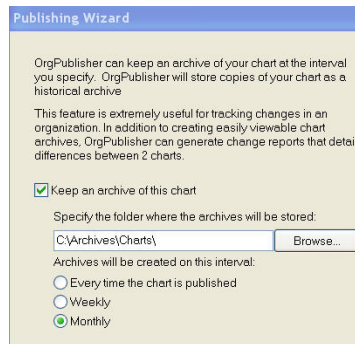 Publishing Wizard
OrgPublisher can keep an archive of your chart at the interval
you specify. OrgPublisher will store copies of your chart as a
historical archive
This feature is extremely useful for tracking changes in an
organization. In addition to creating easily viewable chart
archives, OrgPublisher can generate change reports that detai
differences between 2 charts.
Keep an archive of this chart
Specify the folder where the archives will be stored:
C:\Archives\Charts\ Browse...
Archives will be created on this interval:
Every time the chart is published
Weekly
Monthly